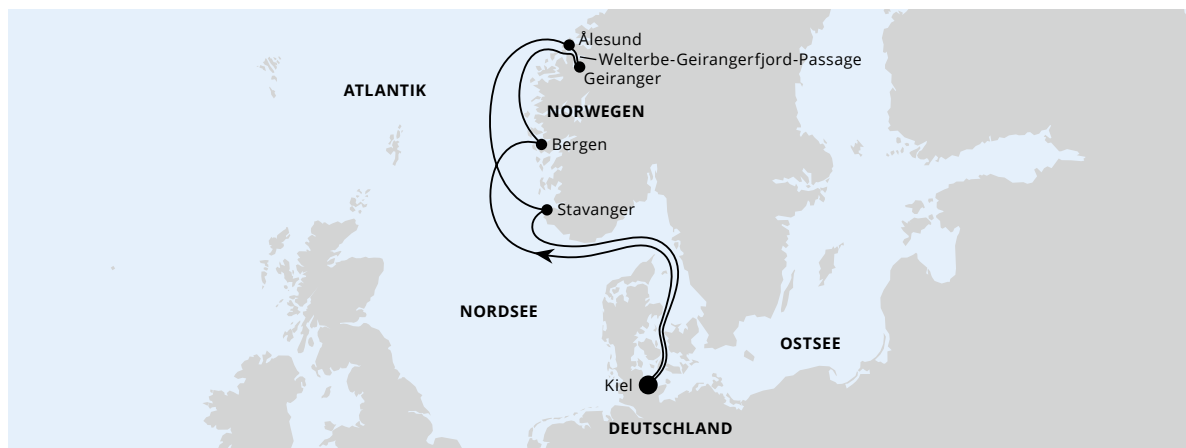 Ålesund
Welterbe-Geirangerfjord-Passage
Geiranger
ATLANTIK
NORWEGEN
Bergen
Stavanger
NORDSEE
OSTSEE
Kiel
DEUTSCHLAND